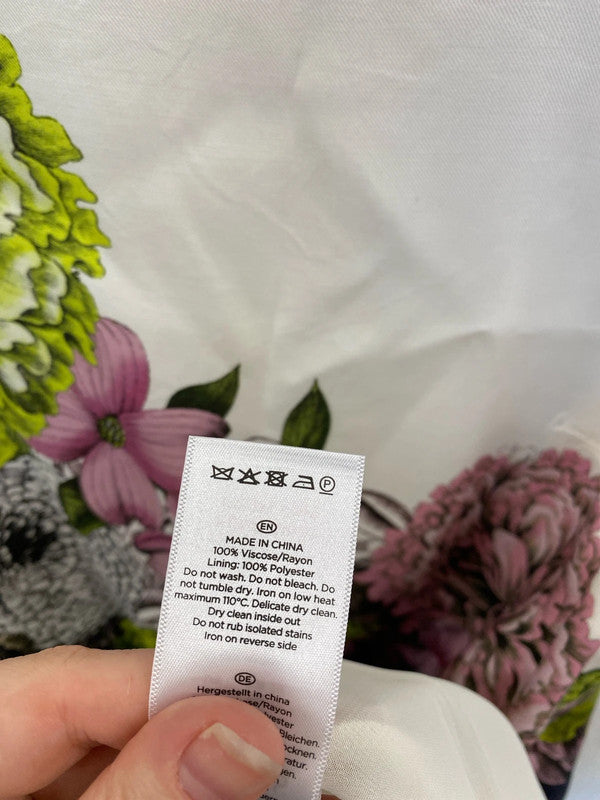 P
EN
MADE IN CHINA
100% Viscose/Rayon
Lining: 100% Polyester
Do not wash. Do not bleach. Do
not tumble dry. Iron on low heat
maximum 110°C. Delicate dry clean.
Dry clean inside out
Do not rub isolated stains
Iron on reverse side
DE
Hergestellt in china
/Rayon
Bleichen.